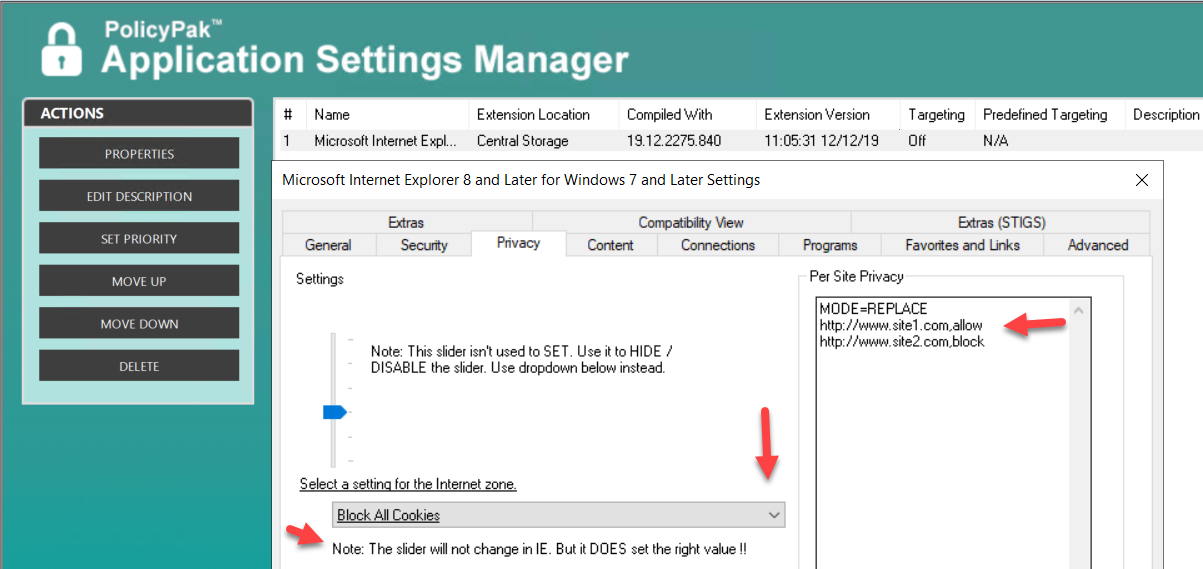 PolicyPak™
Application Settings Manager
ACTIONS
PROPERTIES
EDIT DESCRIPTION
SET PRIORITY
MOVE UP
MOVE DOWN
DELETE
# Name Extension Location Compiled With Extension Version Targeting Predefined Targeting Description
1 Microsoft Internet Expl... Central Storage 19.12.2275.840 11:05:31 12/12/19 Off N/A
Microsoft Internet Explorer 8 and Later for Windows 7 and Later Settings
Extras Compatibility View Extras (STIGS)
General Security Privacy Content Connections Programs Favorites and Links Advanced
Settings
Note: This slider isn't used to SET. Use it to HIDE /
DISABLE the slider. Use dropdown below instead.
Select a setting for the Internet zone.
Block All Cookies
Note: The slider will not change in IE. But it DOES set the right value !!
Per Site Privacy
MODE=REPLACE
http://www.site1.com,allow
http://www.site2.com,block